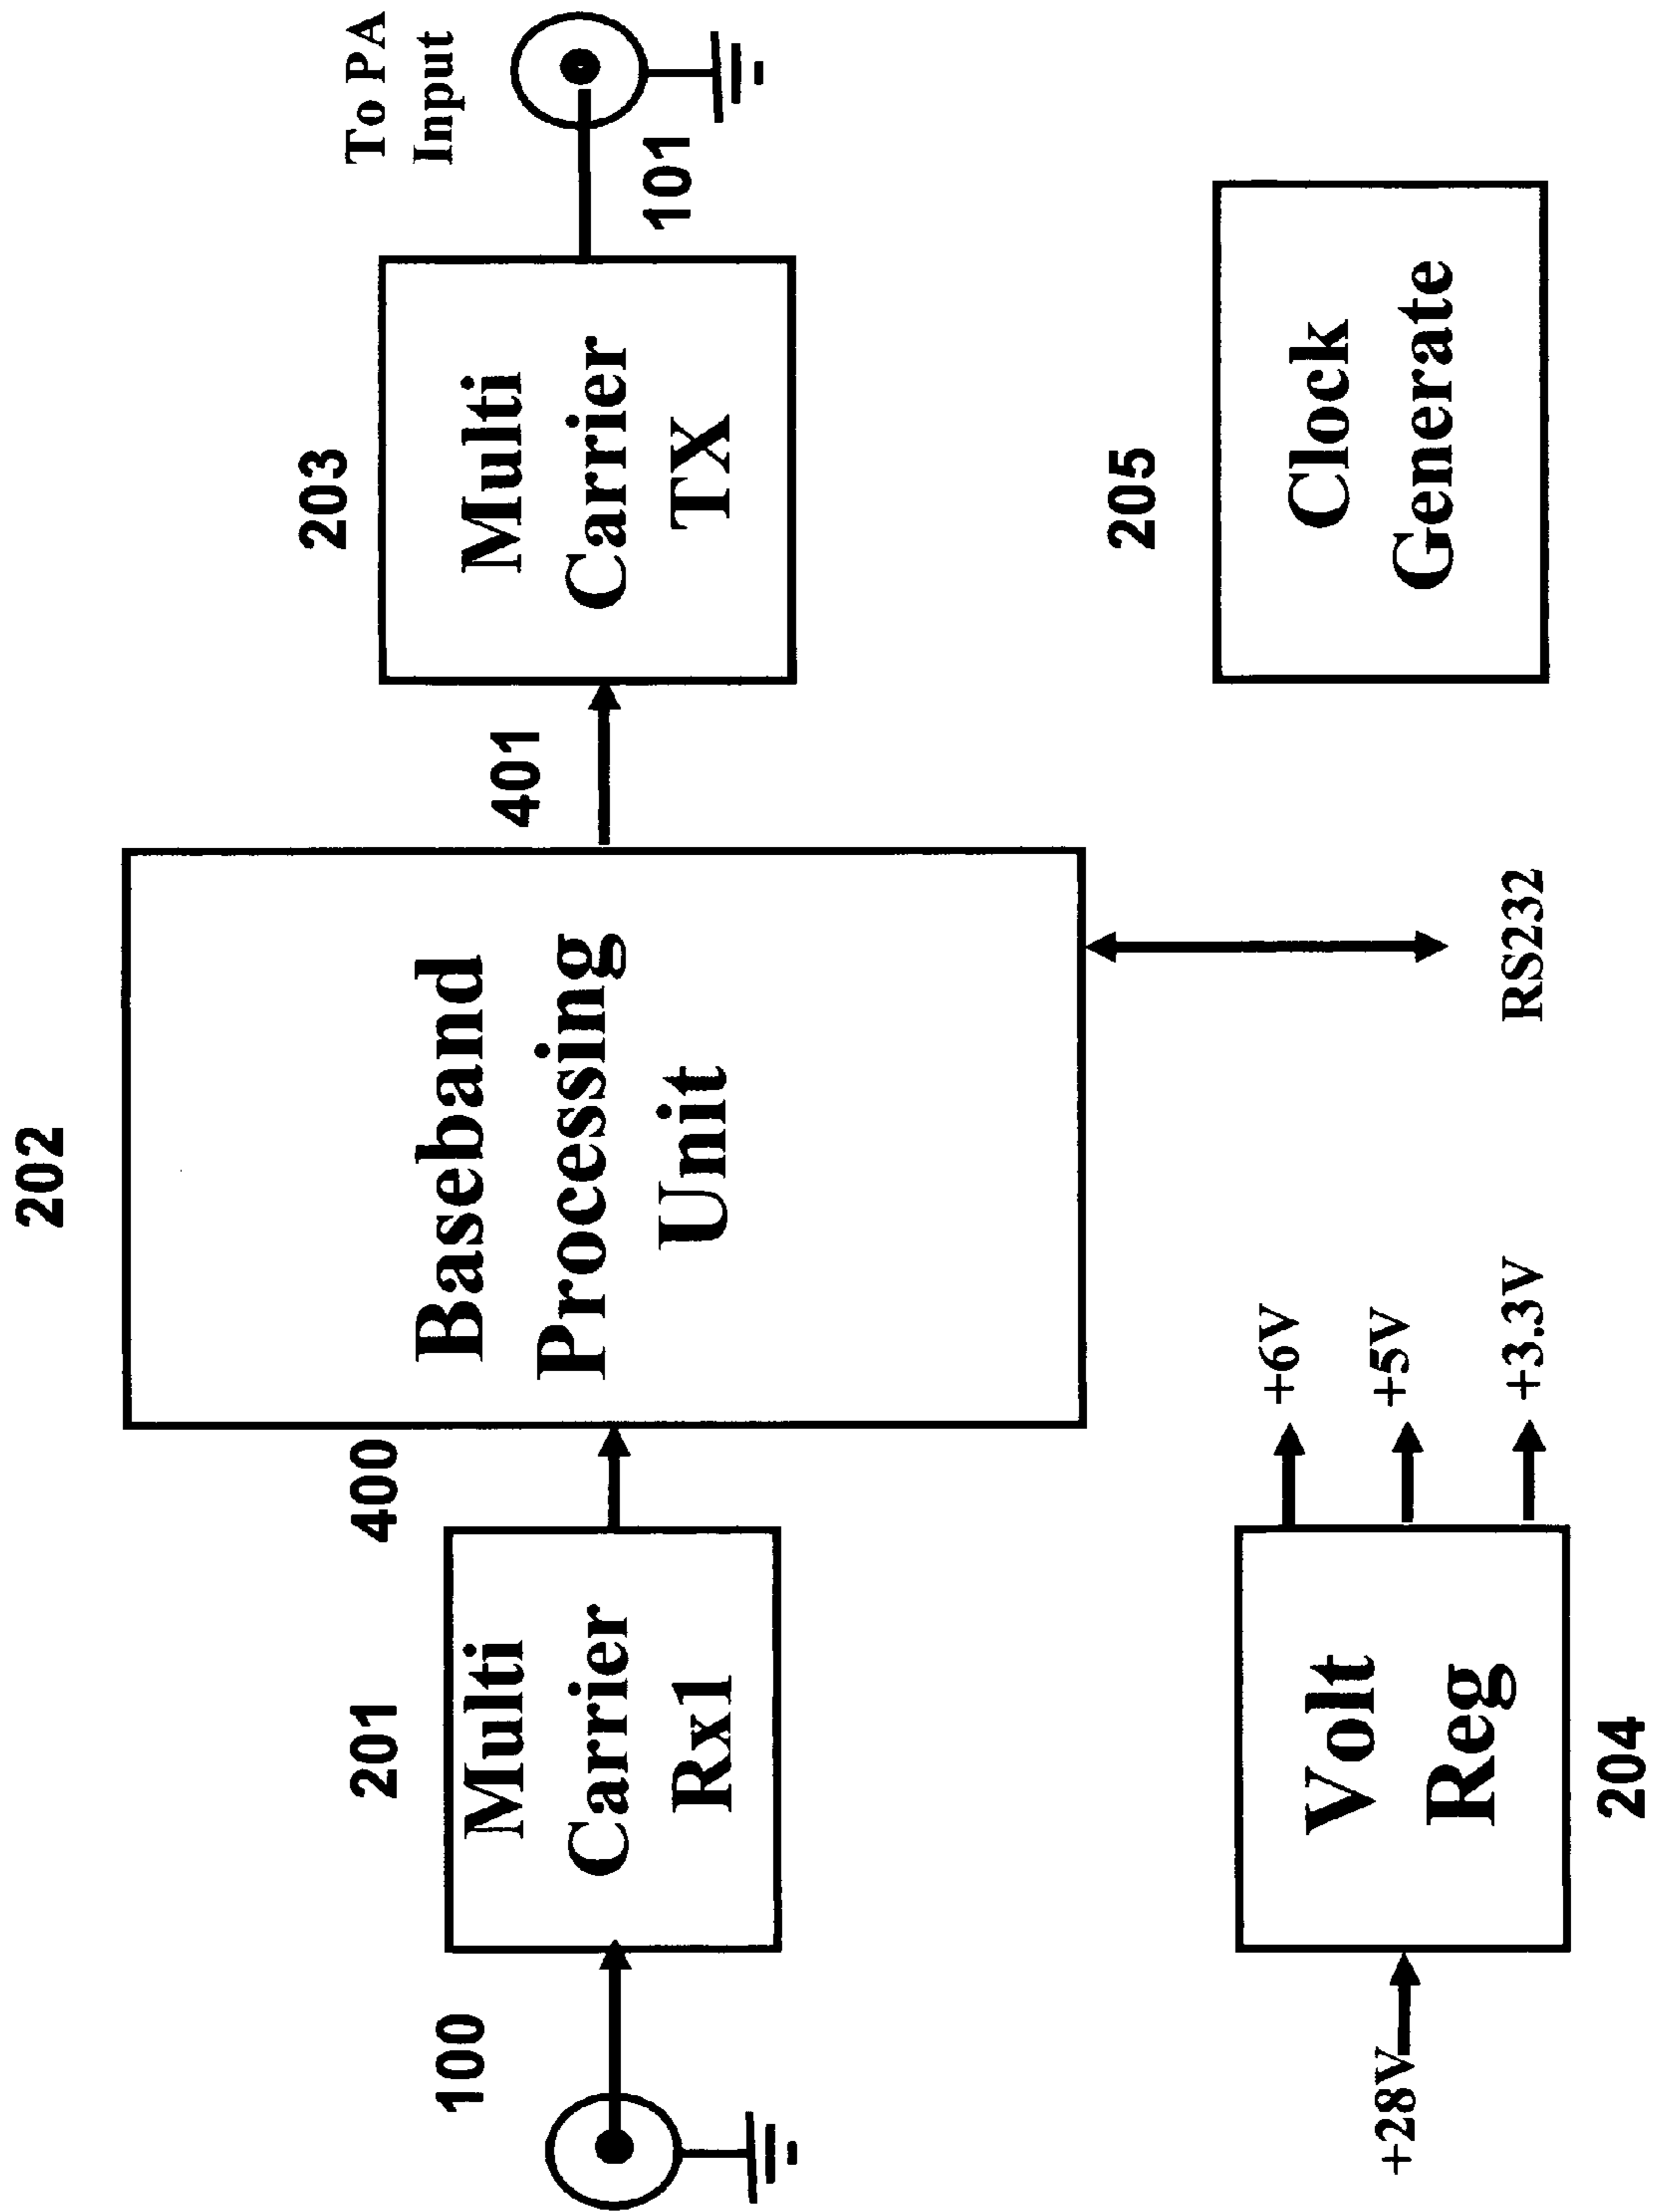 202
203
To PA
Input
201
400
401
100
101
Multi
Carrier
Rx1
Baseband
Processing
Unit
Multi
Carrier
TX
205
+28V
Volt
Reg
204
+6V
+5V
+3.3V
RS232
Clock
Generate